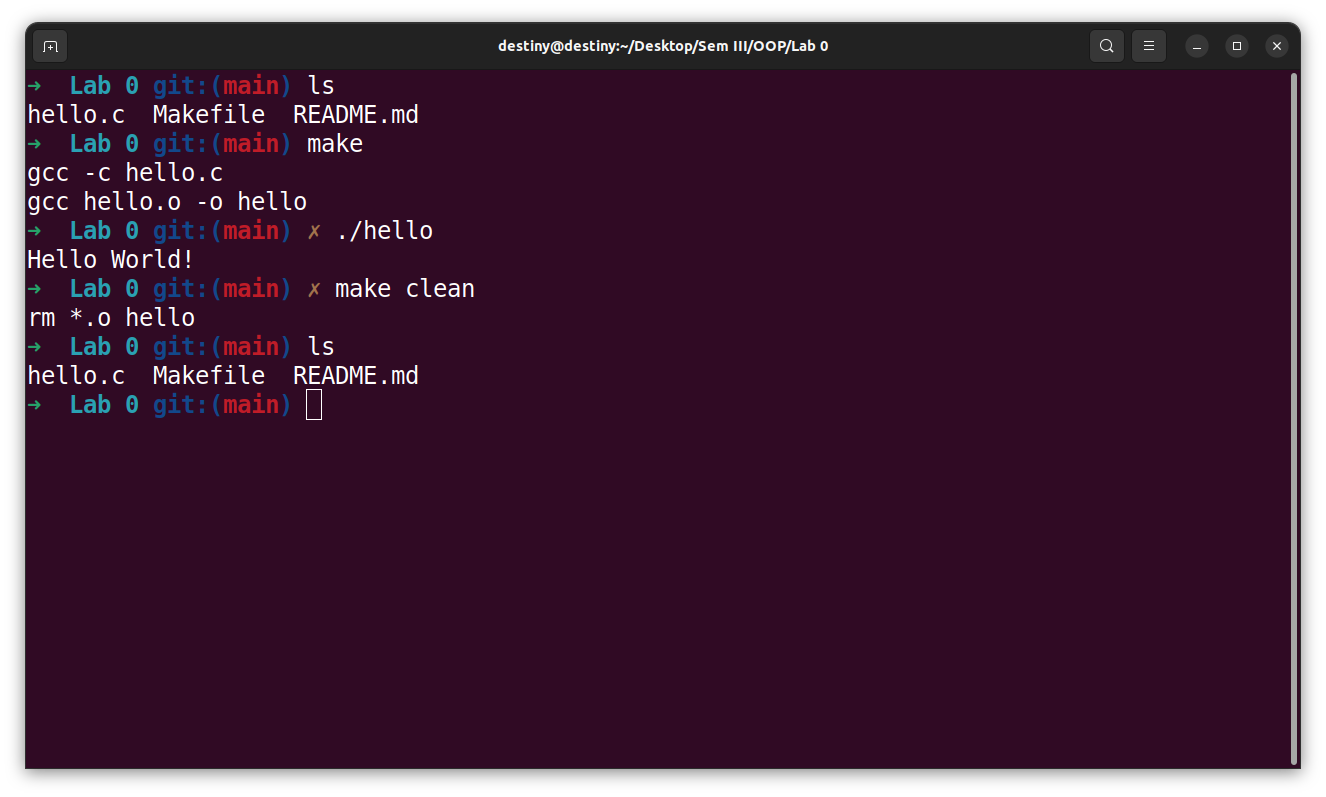 destiny@destiny:~/Desktop/Sem III/OOP/Lab 0
➜  Lab 0 git:(main) ls
hello.c  Makefile  README.md
➜  Lab 0 git:(main) make
gcc -c hello.c
gcc hello.o -o hello
➜  Lab 0 git:(main) ✗ ./hello
Hello World!
➜  Lab 0 git:(main) ✗ make clean
rm *.o hello
➜  Lab 0 git:(main) ls
hello.c  Makefile  README.md
➜  Lab 0 git:(main)